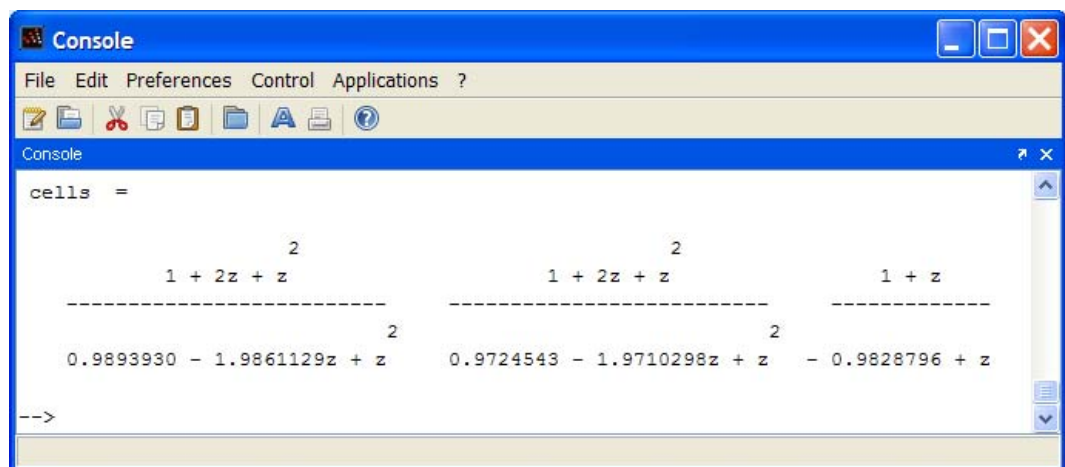 Console
File Edit Preferences Control Applications ?
Console
cells =
2 2
1 + 2z + z 1 + 2z + z 1 + z
-------------------------- -------------------------- -------------
2 2
0.9893930 - 1.9861129z + z 0.9724543 - 1.9710298z + z - 0.9828796 + z
-->